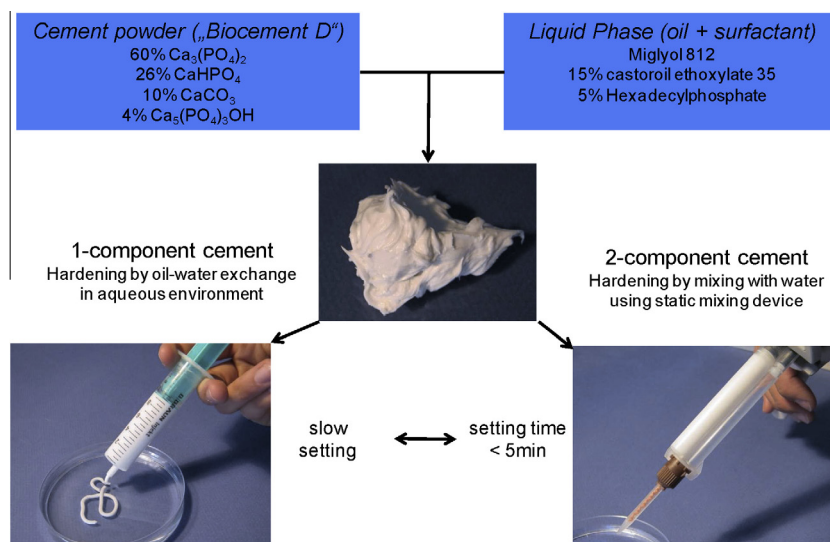 Cement powder („Biocement D“)
60% Ca₃(PO₄)₂
26% CaHPO₄
10% CaCO₃
4% Ca₅(PO₄)₃OH
Liquid Phase (oil + surfactant)
Miglyol 812
15% castoroil ethoxylate 35
5% Hexadecylphosphate
1-component cement
Hardening by oil-water exchange
in aqueous environment
2-component cement
Hardening by mixing with water
using static mixing device
slow
setting
setting time
< 5min